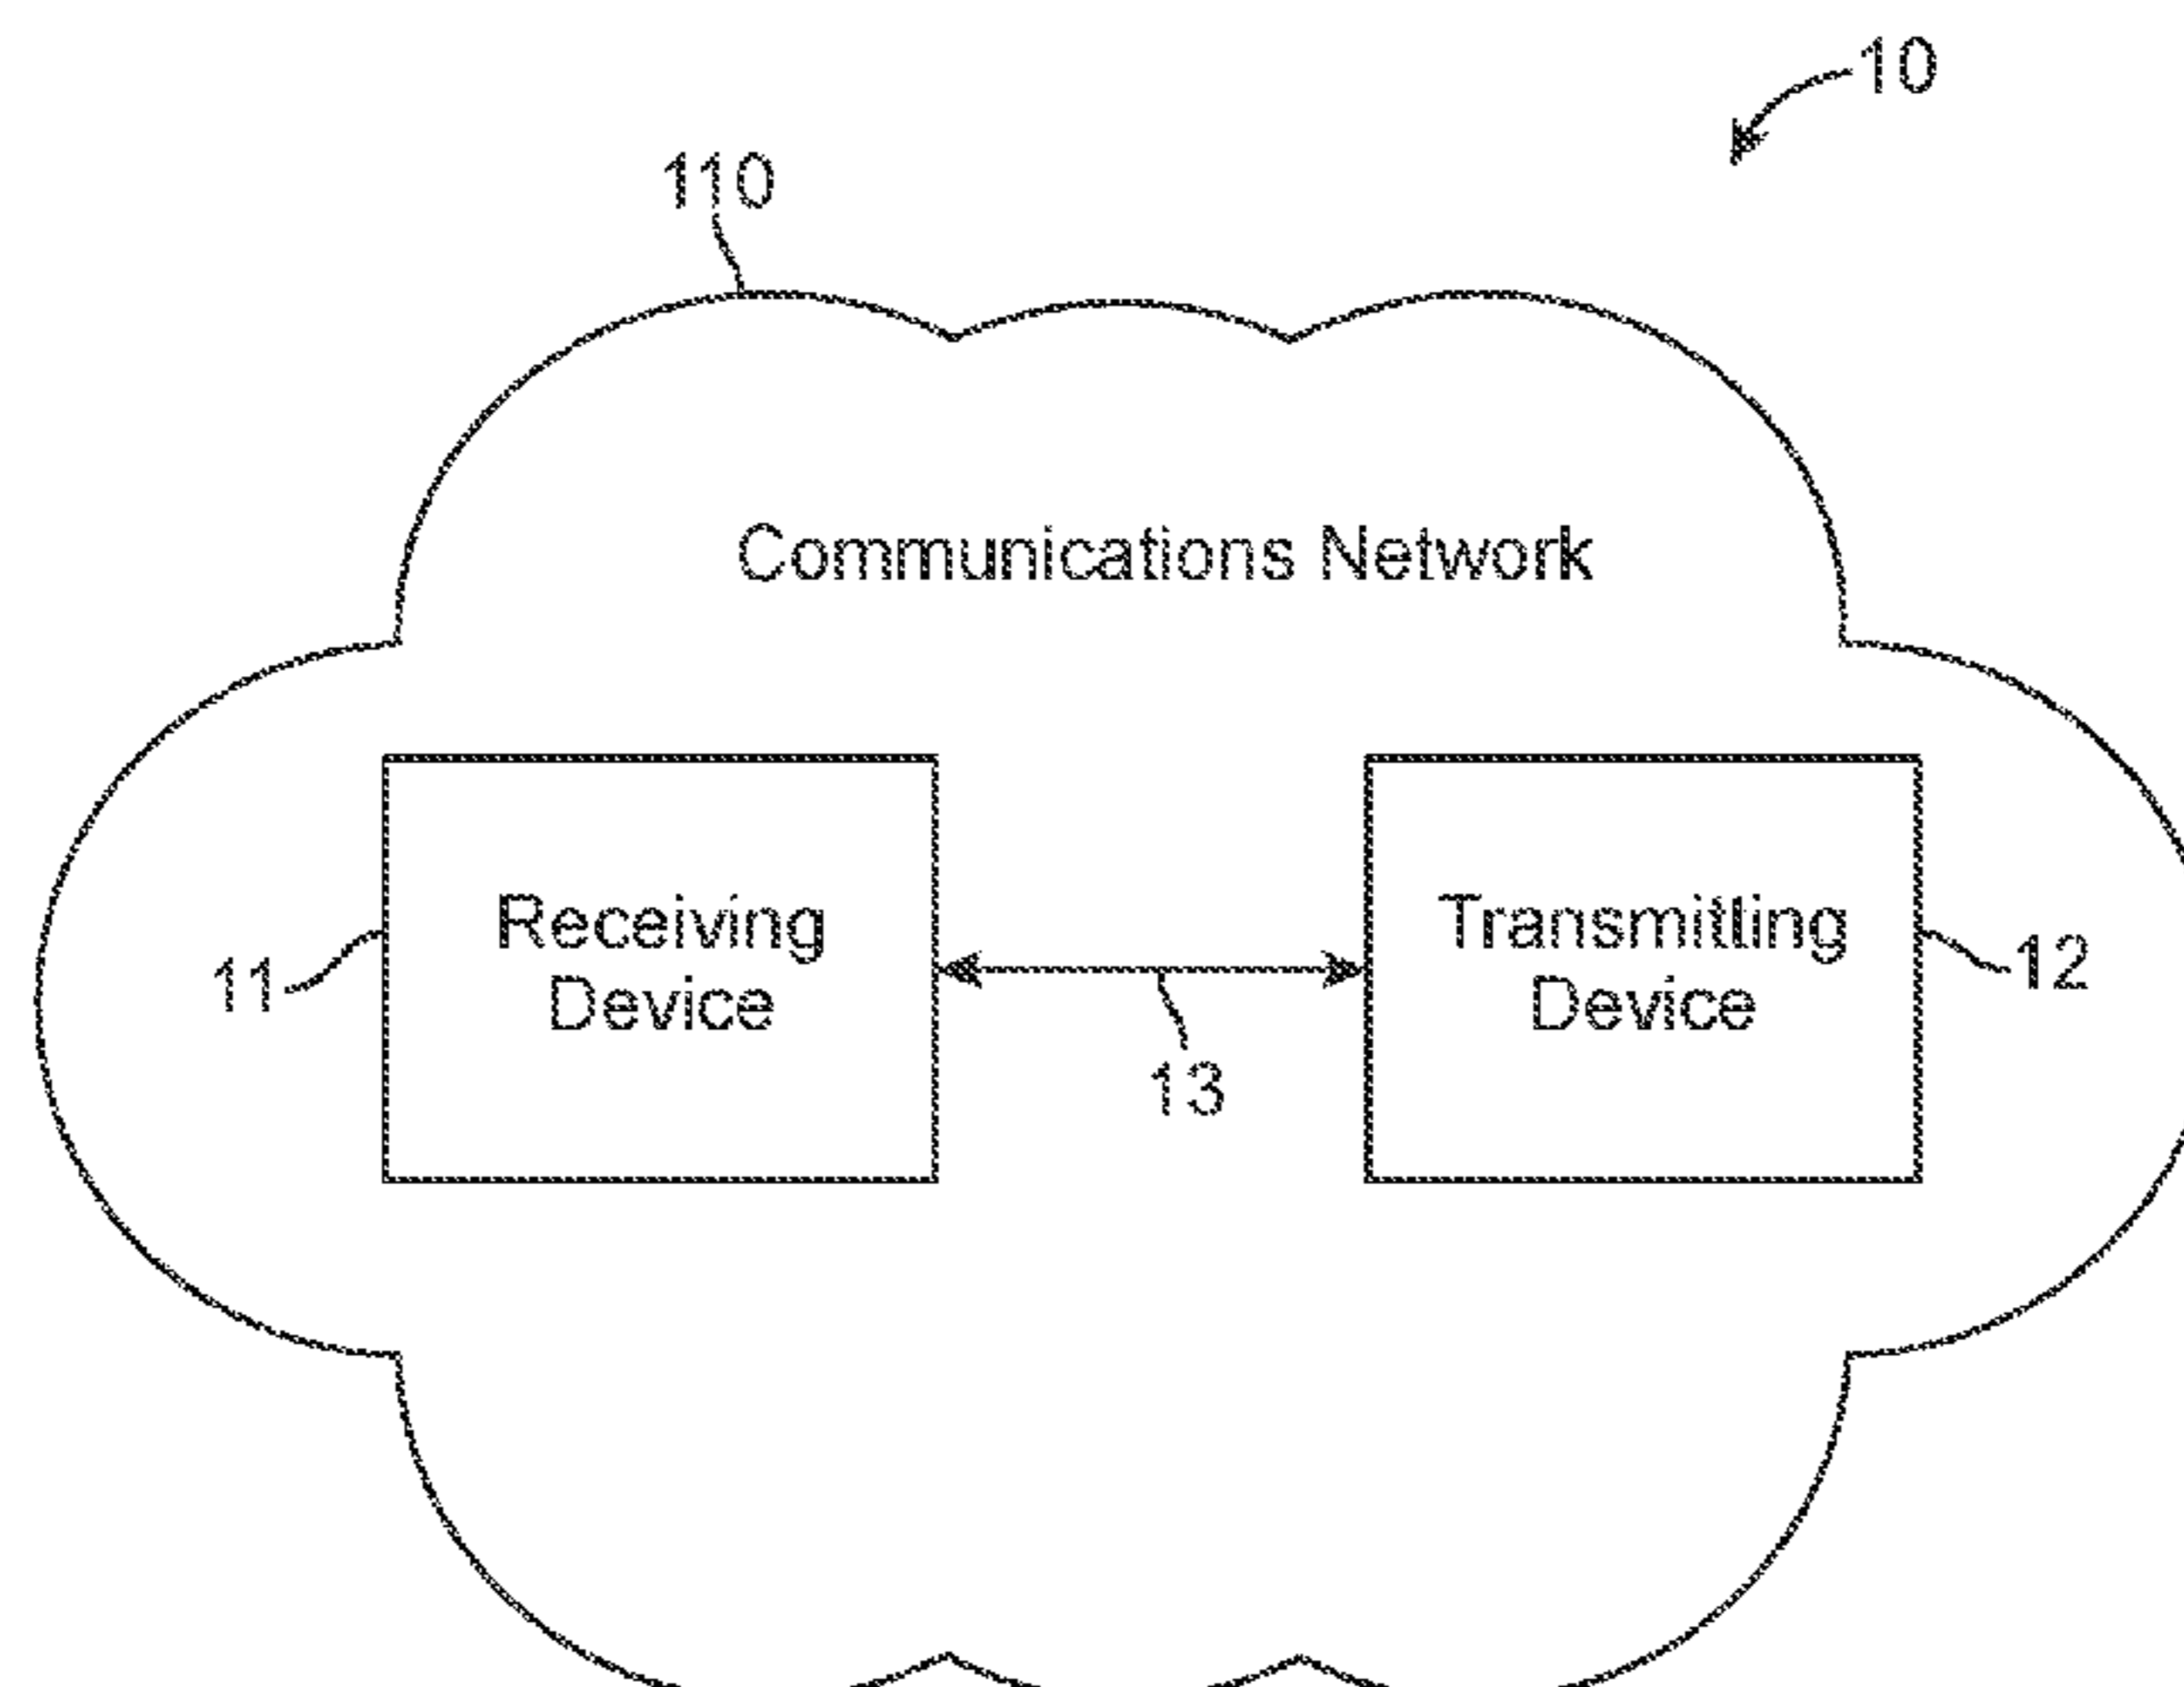 10
110
Communications Network
Receiving
Device
Transmitting
Device
11
12
13